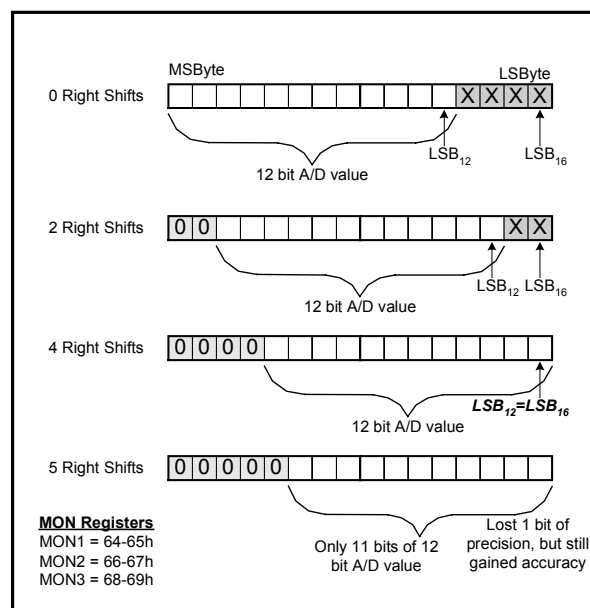 MSByte LSByte
0 Right Shifts X X X X
LSB12 LSB16
12 bit A/D value
2 Right Shifts 0 0 X X
LSB12 LSB16
12 bit A/D value
4 Right Shifts 0 0 0 0
LSB12=LSB16
12 bit A/D value
5 Right Shifts 0 0 0 0 0
Only 11 bits of 12
bit A/D value
Lost 1 bit of
precision, but still
gained accuracy
MON Registers
MON1 = 64-65h
MON2 = 66-67h
MON3 = 68-69h